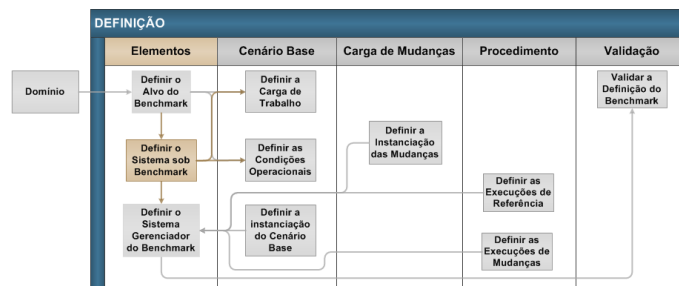 DEFINIÇÃO
Elementos
Cenário Base
Carga de Mudanças
Procedimento
Validação
Domínio
Definir o
Alvo do
Benchmark
Definir a
Carga de
Trabalho
Validar a
Definição do
Benchmark
Definir o
Sistema sob
Benchmark
Definir as
Condições
Operacionais
Definir a
Instanciação
das Mudanças
Definir as
Execuções de
Referência
Definir o
Sistema
Gerenciador
do Benchmark
Definir a
instanciação
do Cenário
Base
Definir as
Execuções de
Mudanças